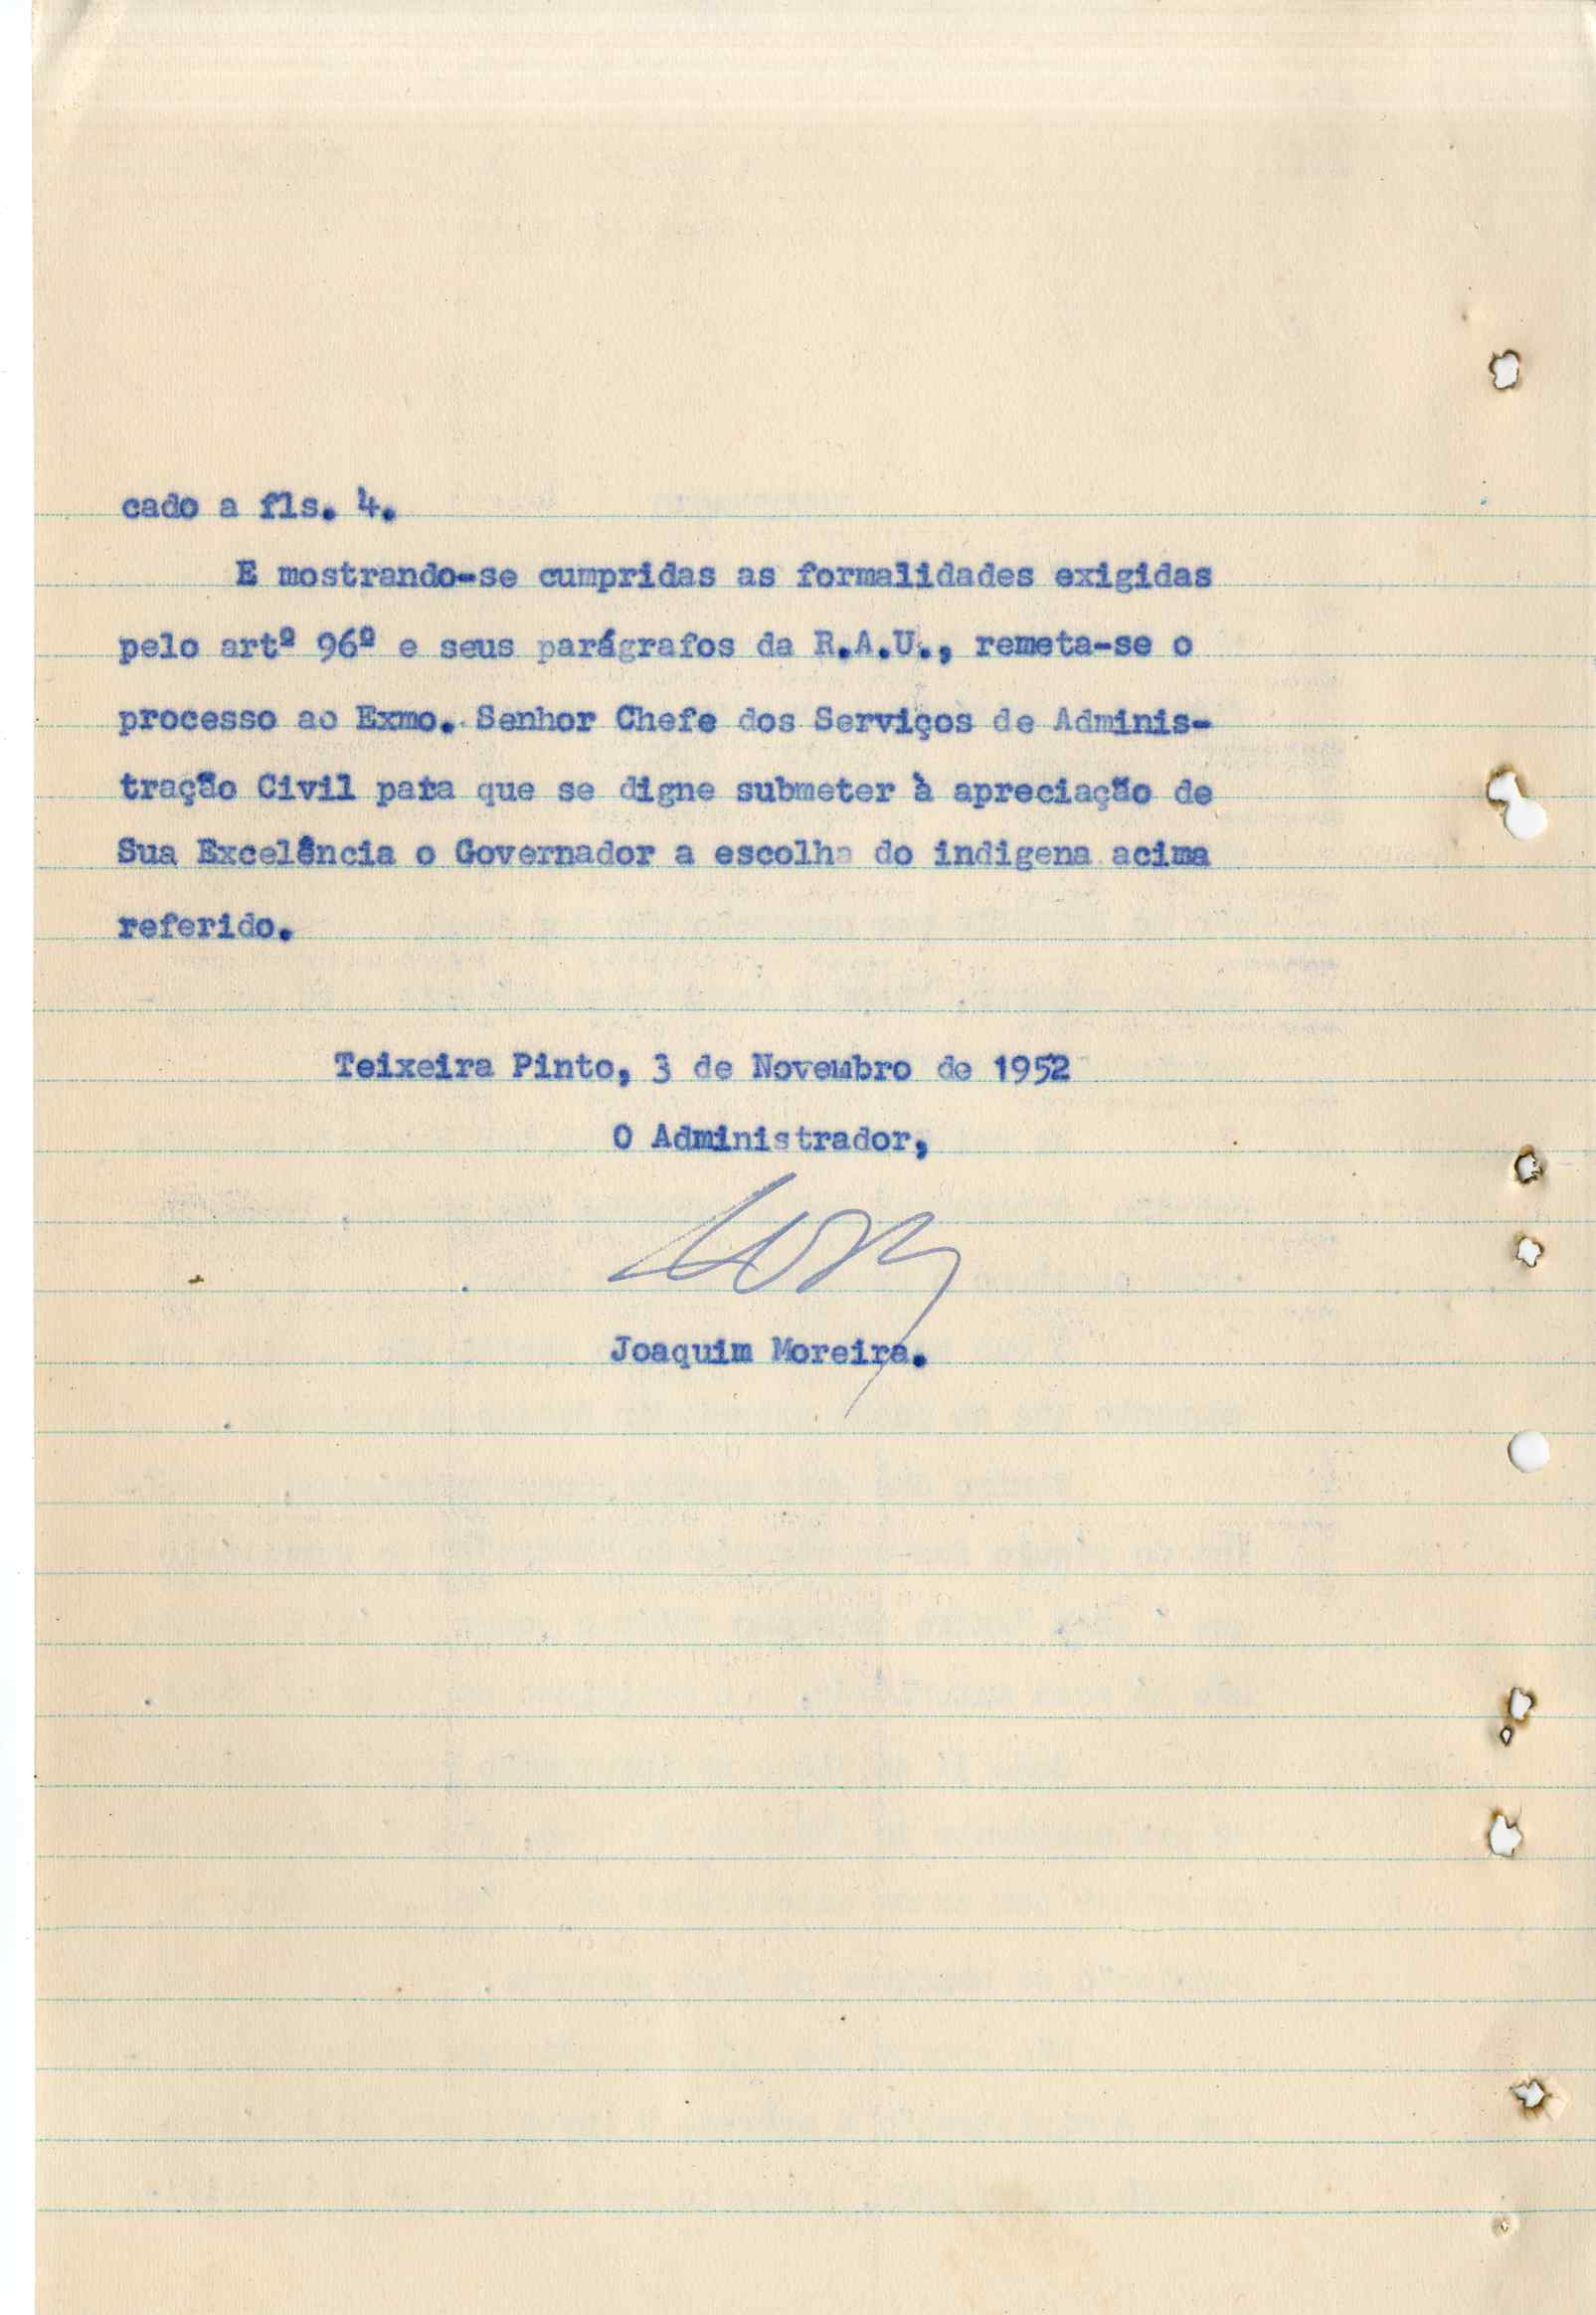 cado a fls. 4.
E mostrando-se cumpridas as formalidades exigidas
pelo artº 96º e seus parágrafos da R.A.U., remeta-se o
processo ao Exmo. Senhor Chefe dos Serviços de Adminis-
tração Civil para que se digne submeter à apreciação de
Sua Excelência o Governador a escolha do indigena acima
referido.
Teixeira Pinto, 3 de Novembro de 1952
O Administrador,
Joaquim Moreira.